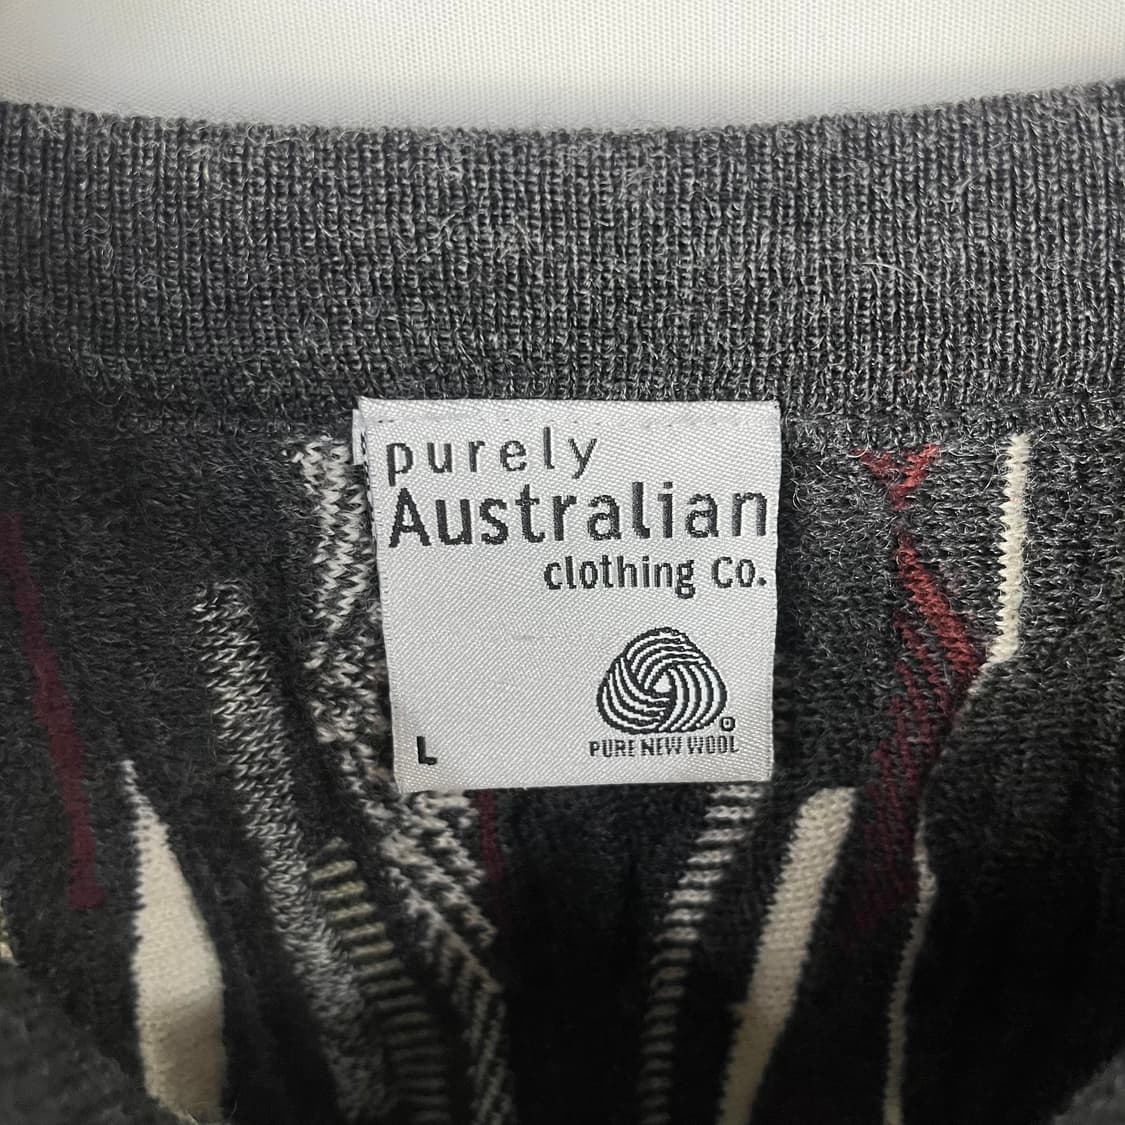 purely
Australian
clothing Co.
PURE NEW WOOL
L